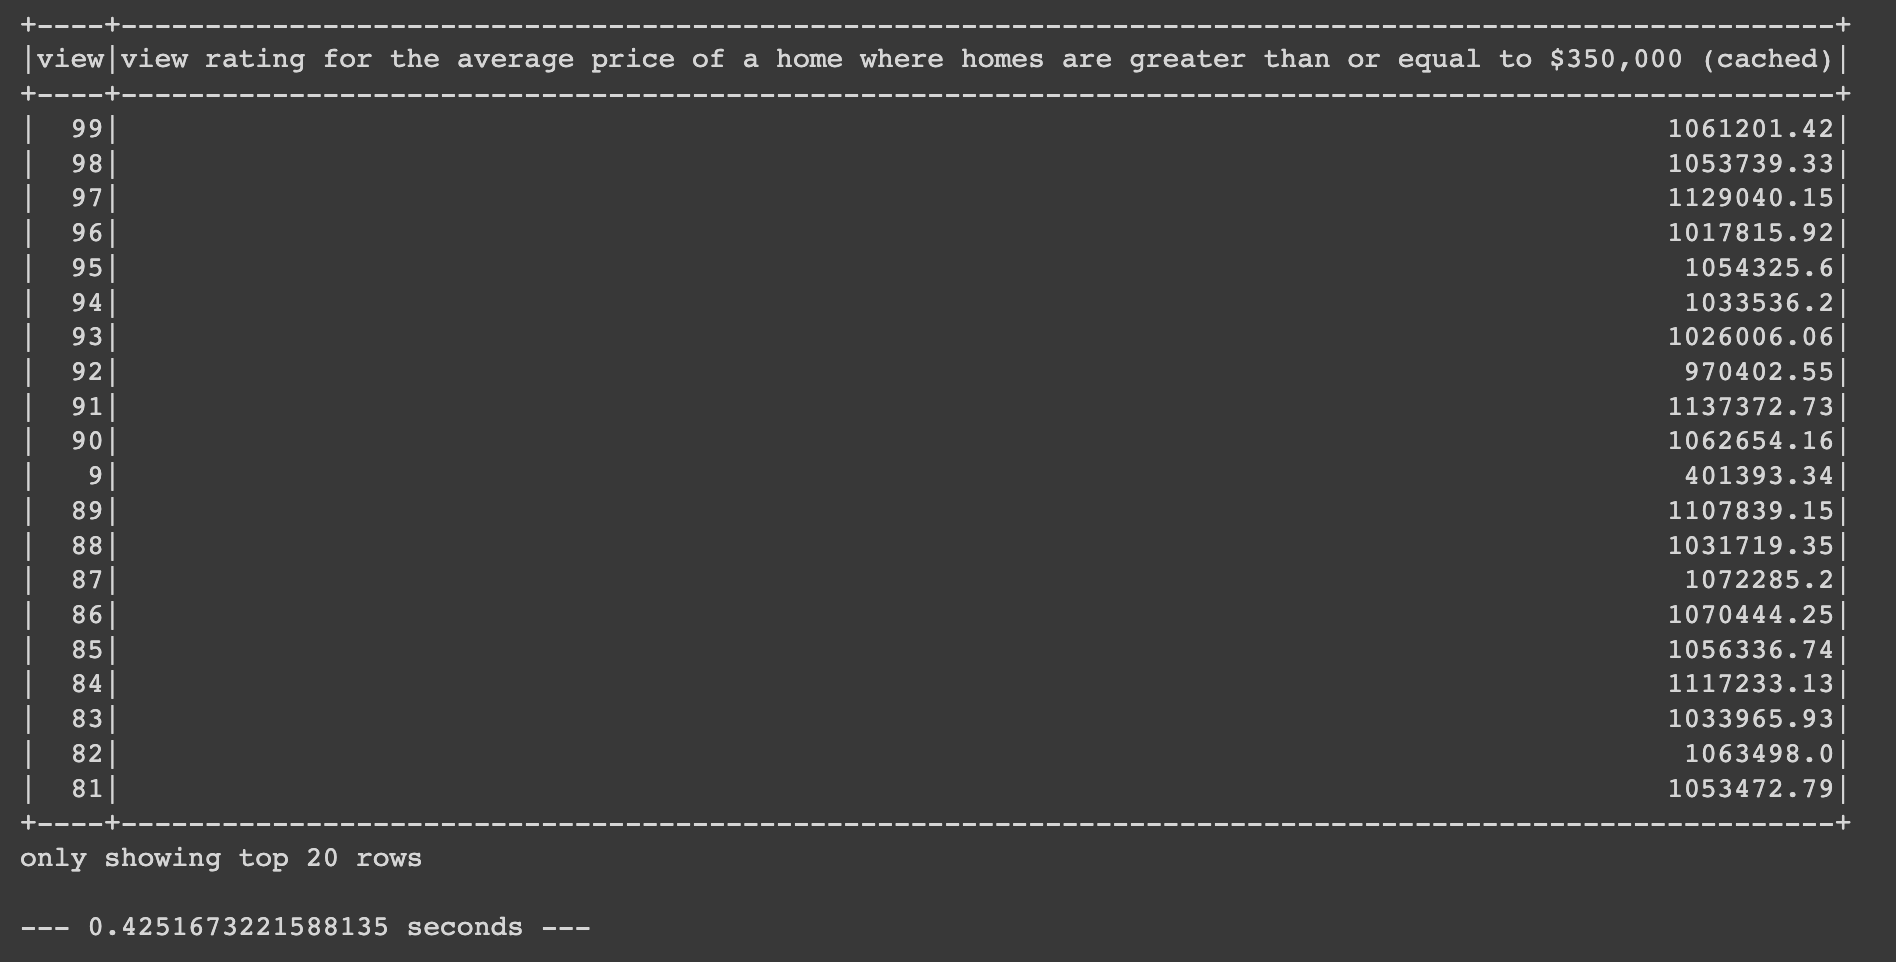 +----+------------------------------------------------------------------------------------------------------+
|view|view rating for the average price of a home where homes are greater than or equal to $350,000 (cached)|
+----+------------------------------------------------------------------------------------------------------+
|  99|                                                                                            1061201.42|
|  98|                                                                                            1053739.33|
|  97|                                                                                            1129040.15|
|  96|                                                                                            1017815.92|
|  95|                                                                                             1054325.6|
|  94|                                                                                             1033536.2|
|  93|                                                                                            1026006.06|
|  92|                                                                                             970402.55|
|  91|                                                                                            1137372.73|
|  90|                                                                                            1062654.16|
|   9|                                                                                             401393.34|
|  89|                                                                                            1107839.15|
|  88|                                                                                            1031719.35|
|  87|                                                                                             1072285.2|
|  86|                                                                                            1070444.25|
|  85|                                                                                            1056336.74|
|  84|                                                                                            1117233.13|
|  83|                                                                                            1033965.93|
|  82|                                                                                             1063498.0|
|  81|                                                                                            1053472.79|
+----+------------------------------------------------------------------------------------------------------+
only showing top 20 rows

--- 0.4251673221588135 seconds ---